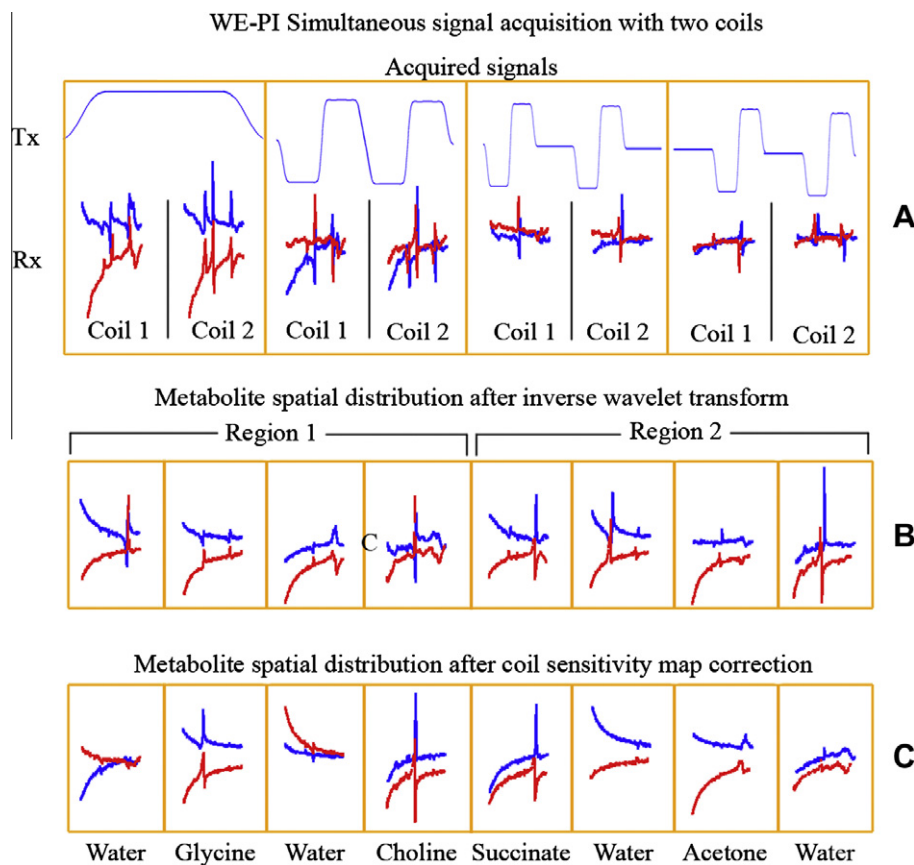 WE-PI Simultaneous signal acquisition with two coils
Acquired signals
Tx
A
Rx
Coil 1 Coil 2 Coil 1 Coil 2 Coil 1 Coil 2 Coil 1 Coil 2
Metabolite spatial distribution after inverse wavelet transform
Region 1 Region 2
C
B
Metabolite spatial distribution after coil sensitivity map correction
C
Water Glycine Water Choline Succinate Water Acetone Water